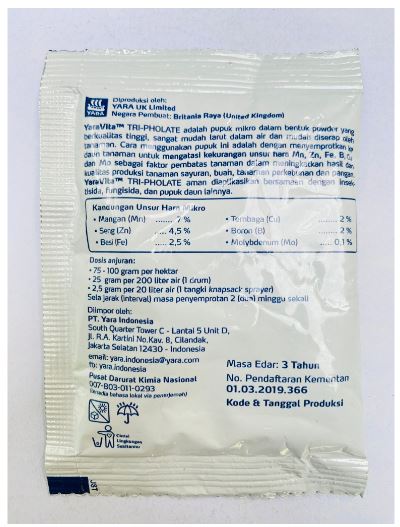 Diproduksi oleh:
YARA UK Limited
YARA
Negara Pembuat: Britania Raya (United Kingdom)
YaraVita™ TRI-PHOLATE adalah pupuk mikro dalam bentuk powder yang
berkualitas tinggi, sangat mudah larut dalam air dan mudah diserap oleh
tanaman. Cara menggunakan pupuk ini adalah dengan menyemprotkan
daun tanaman untuk mengatasi kekurangan unsur hara Mn, Zn, Fe, B, Cu
dan Mo sebagai faktor pembatas tanaman dalam meningkatkan hasil dan
kualitas produksi tanaman sayuran, buah, tanaman perkebunan dan pangan.
YaraVita™ TRI-PHOLATE aman diaplikasikan bersamaan dengan insek-
tisida, fungisida, dan pupuk daun lainnya.
Kandungan Unsur Hara Mikro
• Mangan (Mn) ....... 7 % • Tembaga (Cu) ....... 2 %
• Seng (Zn) ..... 4,5 % • Boron (B) ....... 2 %
• Besi (Fe) ..... 2,5 % • Molybdenum (Mo) .... 0,1 %
Dosis anjuran:
• 75 - 100 gram per hektar
• 25 gram per 200 liter air (1 drum)
• 2,5 gram per 20 liter air (1 tangki knapsack sprayer)
Sela jarak (interval) masa penyemprotan 2 (dua) minggu sekali
Diimpor oleh:
PT. Yara Indonesia
South Quarter Tower C - Lantai 5 Unit D,
Jl. R.A. Kartini No.Kav. 8, Cilandak,
Jakarta Selatan 12430 - Indonesia
email: yara.indonesia@yara.com
fb: yara.indonesia
Pusat Darurat Kimia Nasional
007-803-011-0293
(tersedia bahasa lokal via penerjemah)
Masa Edar: 3 Tahun
No. Pendaftaran Kementan
01.03.2019.366
Kode & Tanggal Produksi
Cintai
Lingkungan
Sekitarmu